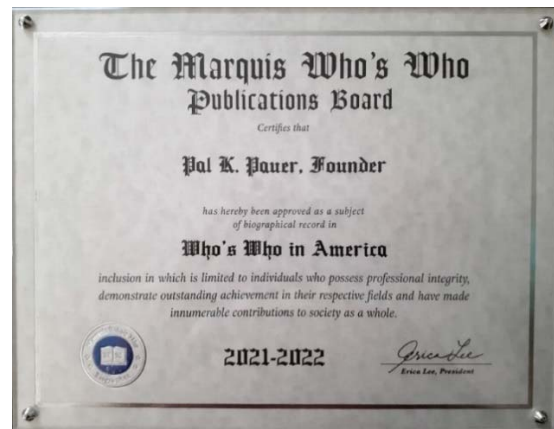 The Marquis Who's Who
Publications Board
Certifies that
Pal K. Pauer, Founder
has hereby been approved as a subject
of biographical record in
Who's Who in America
inclusion in which is limited to individuals who possess professional integrity,
demonstrate outstanding achievement in their respective fields and have made
innumerable contributions to society as a whole.
2021-2022
Erica Lee
Erica Lee, President